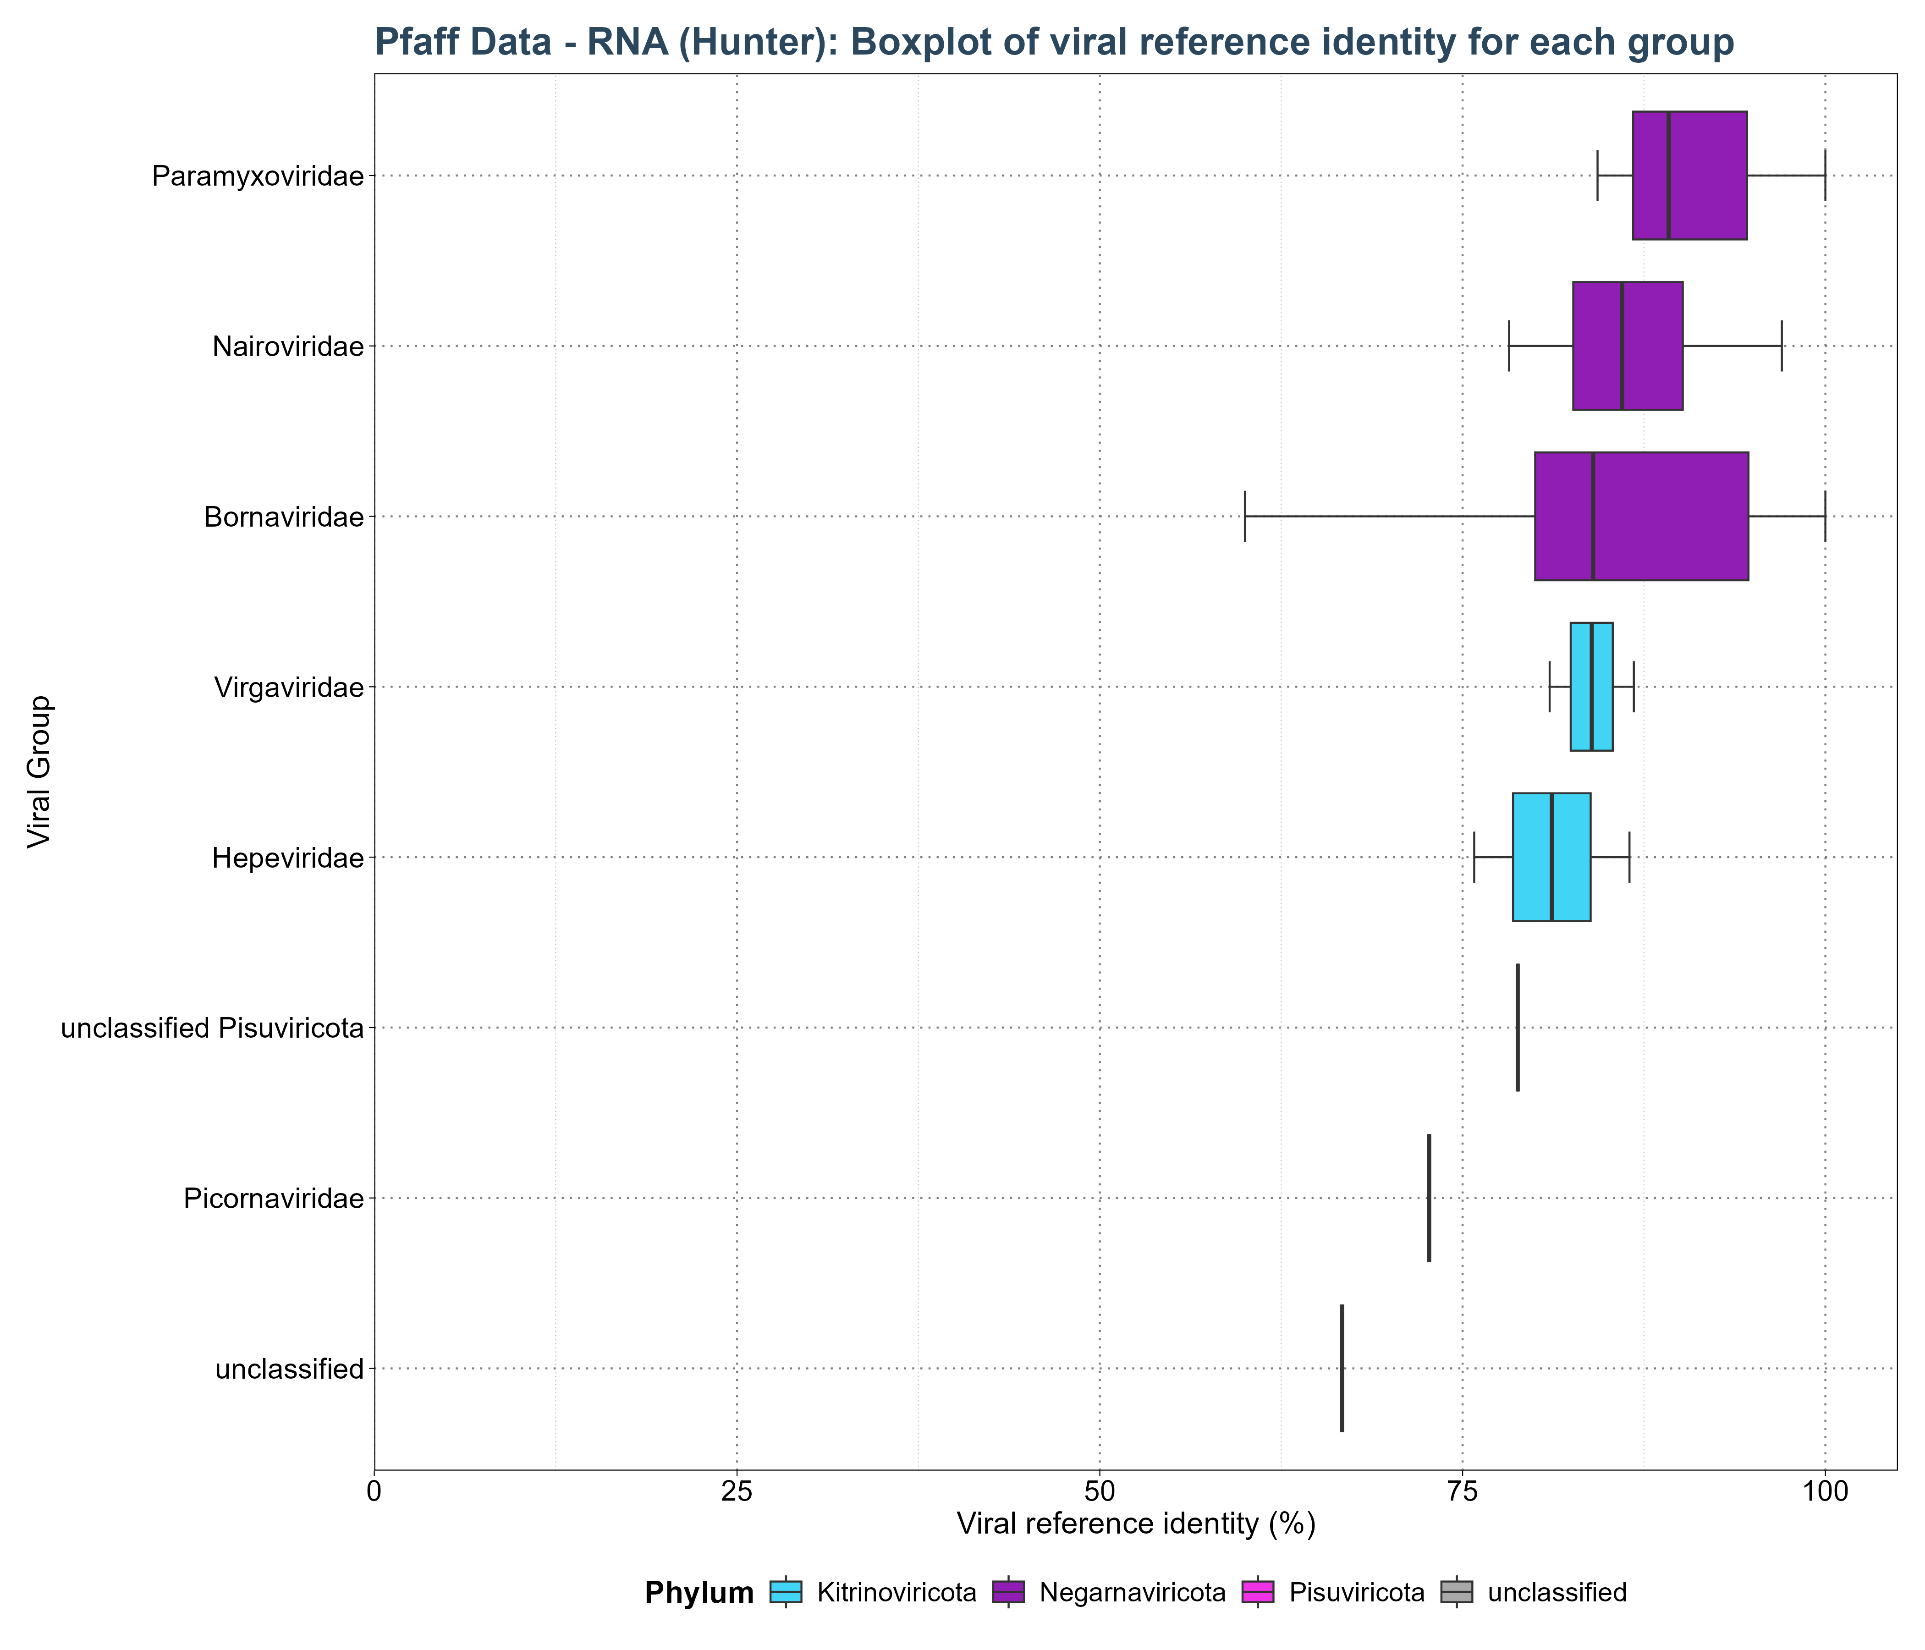 Pfaff Data - RNA (Hunter): Boxplot of viral reference identity for each group
Viral Group
Paramyxoviridae
Nairoviridae
Bornaviridae
Virgaviridae
Hepeviridae
unclassified Pisuviricota
Picornaviridae
unclassified
0 25 50 75 100
Viral reference identity (%)
Phylum Kitrinoviricota Negarnaviricota Pisuviricota unclassified